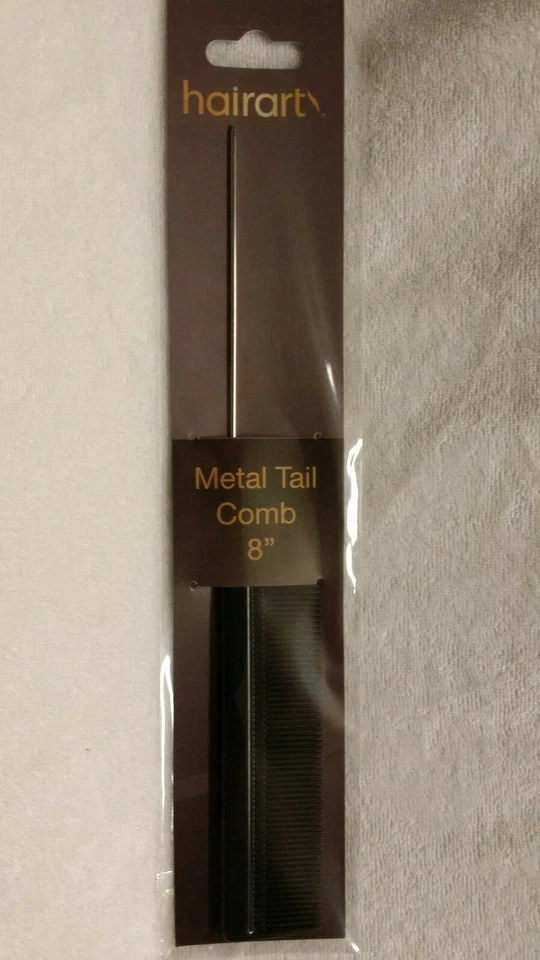 hairart
Metal Tail
Comb
8”